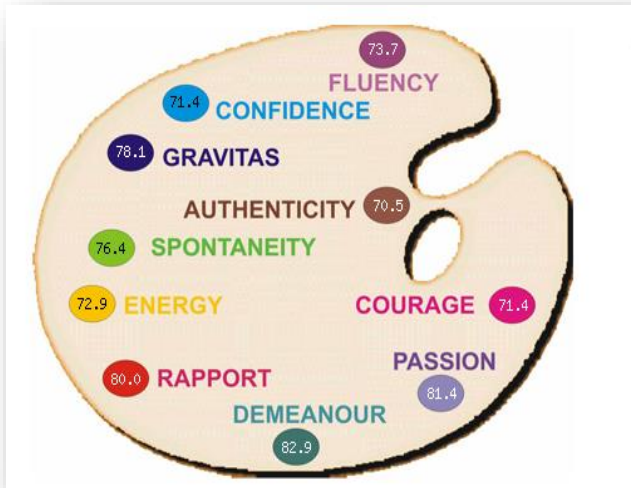 73.7
FLUENCY
71.4 CONFIDENCE
78.1 GRAVITAS
AUTHENTICITY 70.5
76.4 SPONTANEITY
72.9 ENERGY
COURAGE 71.4
PASSION
81.4
80.0 RAPPORT
DEMEANOUR
82.9